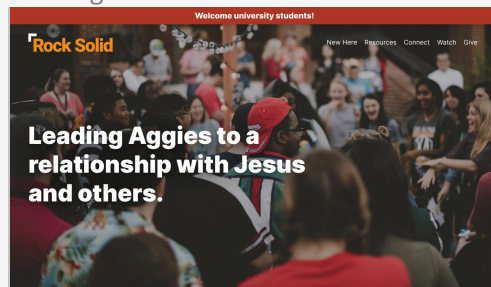 Welcome university students!
Rock Solid
New Here Resources Connect Watch Give
Leading Aggies to a
relationship with Jesus
and others.